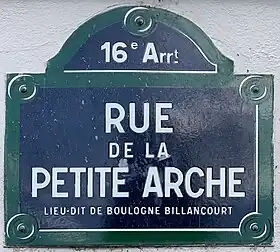 16e Arrt
RUE
DE LA
PETITE ARCHE
LIEU-DIT DE BOULOGNE BILLANCOURT